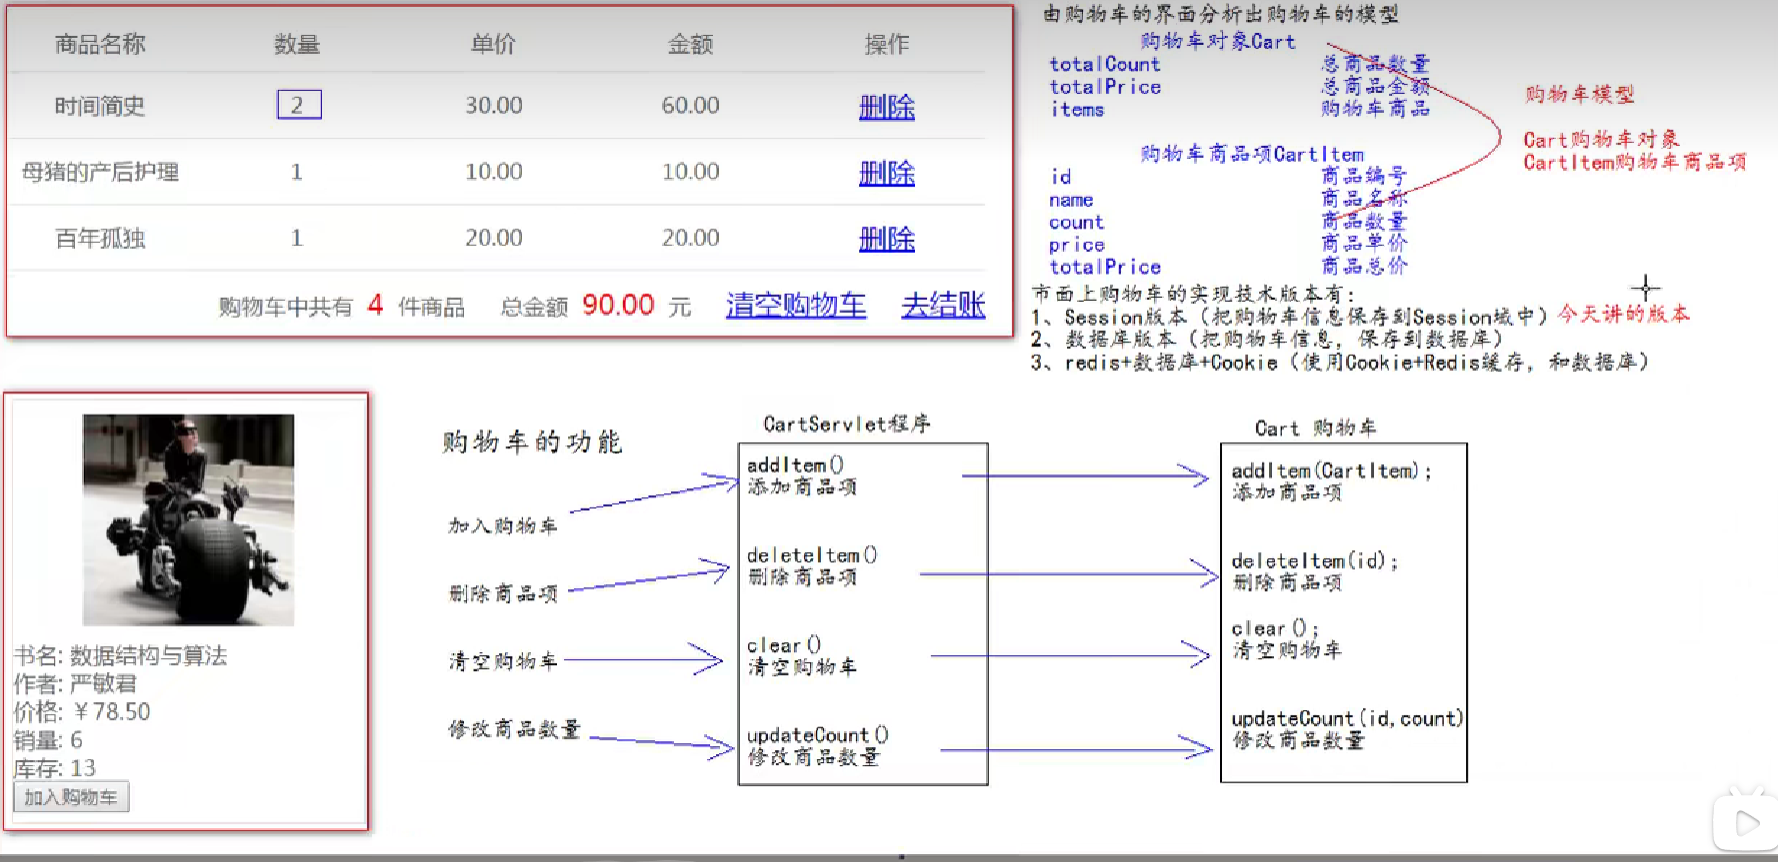 商品名称 数量 单价 金额 操作
时间简史 2 30.00 60.00 删除
母猪的产后护理 1 10.00 10.00 删除
百年孤独 1 20.00 20.00 删除
购物车中共有 4 件商品 总金额 90.00 元 清空购物车 去结账
由购物车的界面分析出购物车的模型
购物车对象Cart
totalCount 总商品数量
totalPrice 总商品金额
items 购物车商品
购物车商品项CartItem
id 商品编号
name 商品名称
count 商品数量
price 商品单价
totalPrice 商品总价
购物车模型
Cart购物车对象
CartItem购物车商品项
市面上购物车的实现技术版本有:
1、Session版本（把购物车信息保存到Session域中）今天讲的版本
2、数据库版本（把购物车信息，保存到数据库）
3、redis+数据库+Cookie（使用Cookie+Redis缓存，和数据库）
书名: 数据结构与算法
作者: 严敏君
价格: ￥78.50
销量: 6
库存: 13
加入购物车
购物车的功能
加入购物车
删除商品项
清空购物车
修改商品数量
CartServlet程序
addItem()
添加商品项
deleteItem()
删除商品项
clear()
清空购物车
updateCount()
修改商品数量
Cart 购物车
addItem(CartItem);
添加商品项
deleteItem(id);
删除商品项
clear();
清空购物车
updateCount(id,count)
修改商品数量